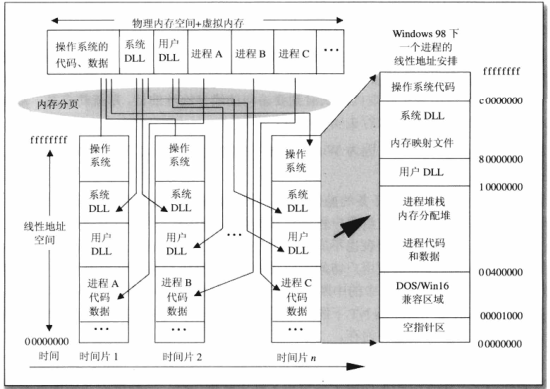 物理内存空间+虚拟内存
操作系统的
代码、数据
系统
DLL
用户
DLL
进程 A
进程 B
进程 C
···
内存分页
ffffffff
线性地址
空间
00000000
操作
系统
系统
DLL
用户
DLL
进程 A
代码
数据
···
操作
系统
系统
DLL
用户
DLL
进程 B
代码
数据
···
···
操作
系统
系统
DLL
用户
DLL
进程 C
代码
数据
···
时间
时间片 1
时间片 2
时间片 n
Windows 98 下
一个进程的
线性地址安排
ffffffff
操作系统代码
c0000000
系统 DLL
内存映射文件
80000000
用户 DLL
10000000
进程堆栈
内存分配堆
进程代码
和数据
00400000
DOS/Win16
兼容区域
00001000
空指针区
00000000